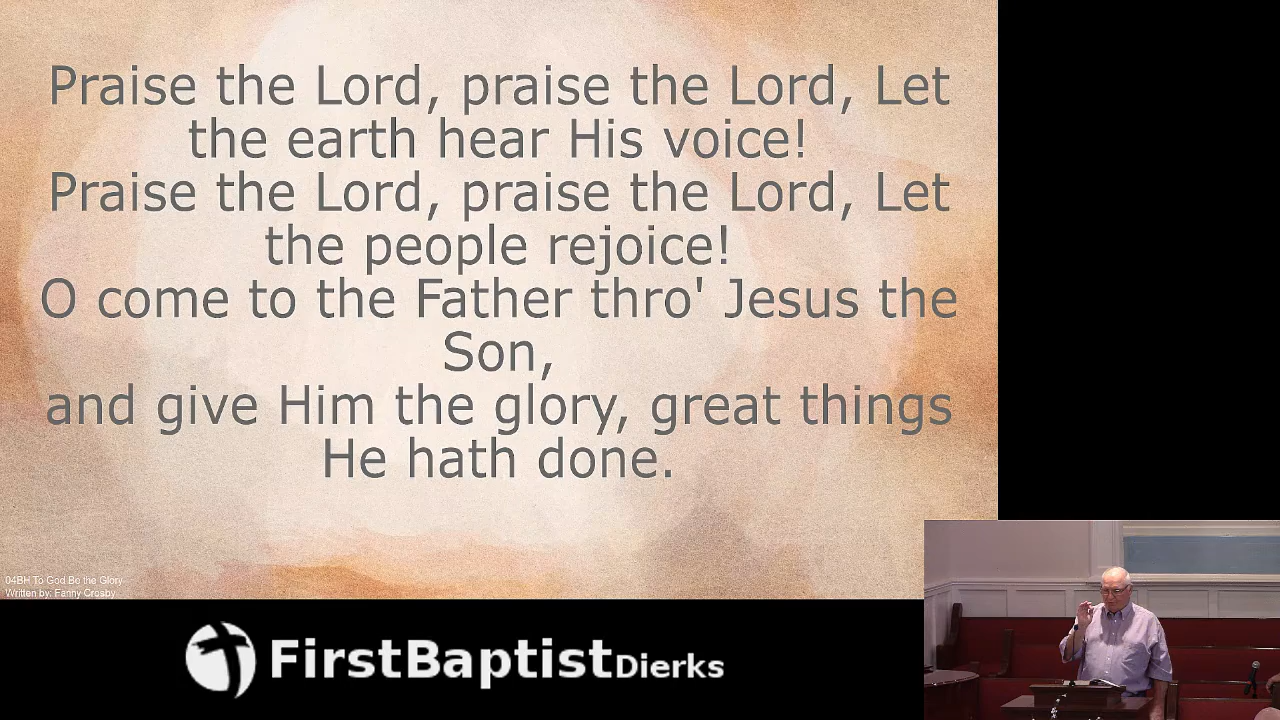 Praise the Lord, praise the Lord, Let
the earth hear His voice!
Praise the Lord, praise the Lord, Let
the people rejoice!
O come to the Father thro' Jesus the
Son,
and give Him the glory, great things
He hath done.
04BH To God Be the Glory
Written by: Fanny Crosby
FirstBaptistDierks